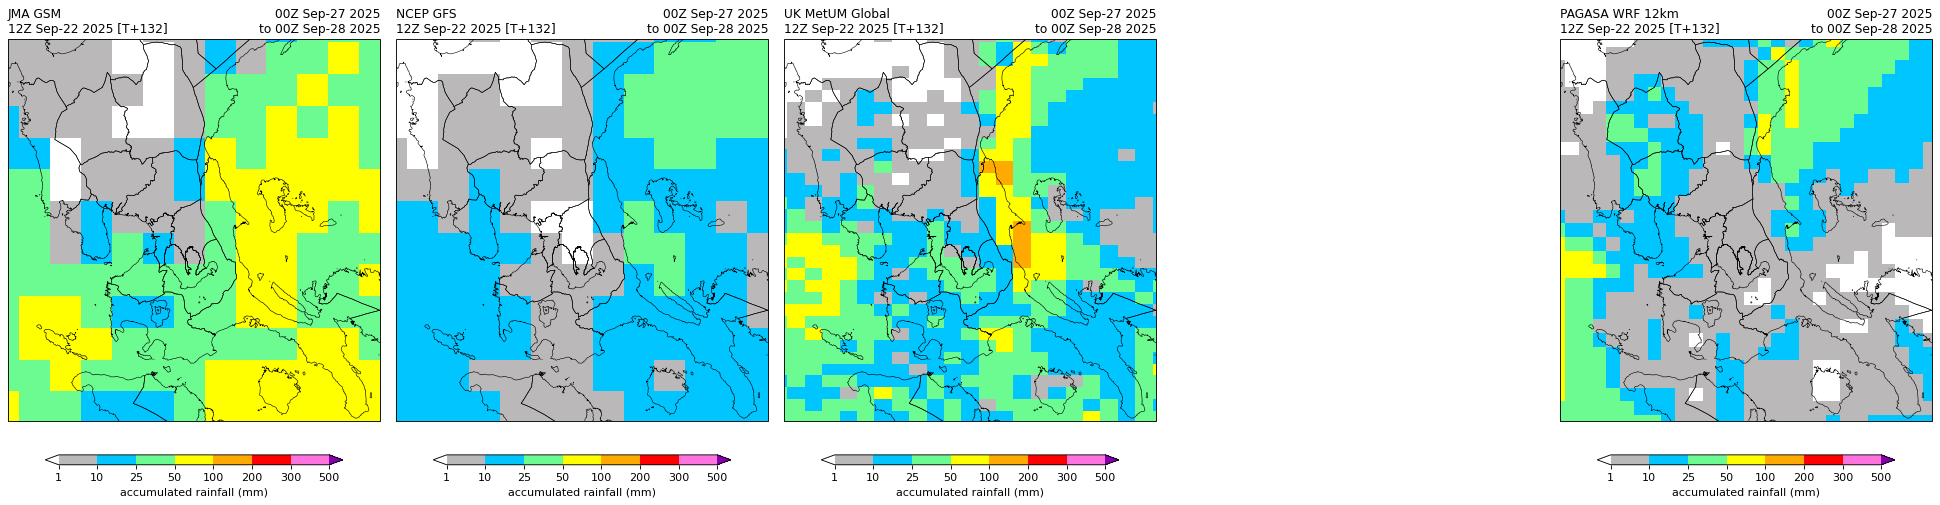 JMA GSM 00Z Sep-27 2025
12Z Sep-22 2025 [T+132] to 00Z Sep-28 2025
NCEP GFS 00Z Sep-27 2025
12Z Sep-22 2025 [T+132] to 00Z Sep-28 2025
UK MetUM Global 00Z Sep-27 2025
12Z Sep-22 2025 [T+132] to 00Z Sep-28 2025
PAGASA WRF 12km 00Z Sep-27 2025
12Z Sep-22 2025 [T+132] to 00Z Sep-28 2025
1 10 25 50 100 200 300 500
accumulated rainfall (mm)
1 10 25 50 100 200 300 500
accumulated rainfall (mm)
1 10 25 50 100 200 300 500
accumulated rainfall (mm)
1 10 25 50 100 200 300 500
accumulated rainfall (mm)